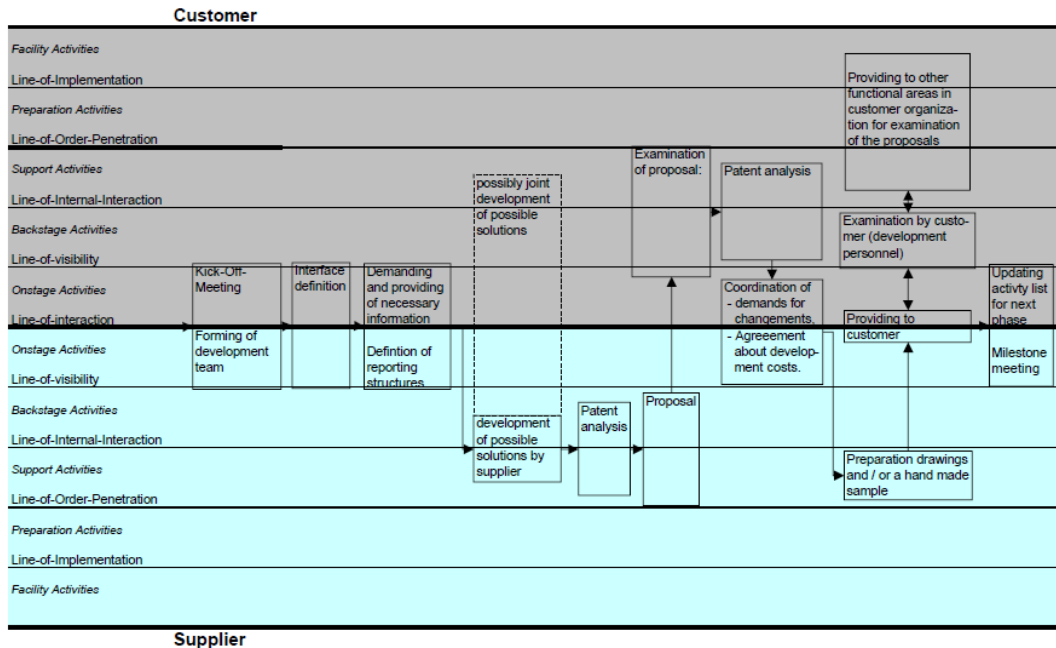 Customer
Facility Activities
Line-of-Implementation
Preparation Activities
Line-of-Order-Penetration
Support Activities
Line-of-Internal-Interaction
Backstage Activities
Line-of-visibility
Onstage Activities
Line-of-interaction
Onstage Activities
Line-of-visibility
Backstage Activities
Line-of-Internal-Interaction
Support Activities
Line-of-Order-Penetration
Preparation Activities
Line-of-Implementation
Facility Activities
Kick-Off-
Meeting
Forming of
development
team
Interface
definition
Demanding
and providing
of necessary
information
Defintion of
reporting
structures
possibly joint
development
of possible
solutions
development
of possible
solutions by
supplier
Patent
analysis
Proposal
Examination
of proposal:
Patent analysis
Coordination of
- demands for
changements,
- Agreeement
about develop-
ment costs.
Providing to other
functional areas in
customer organiza-
tion for examination
of the proposals
Examination by custo-
mer (development
personnel)
Providing to
customer
Preparation drawings
and / or a hand made
sample
Updating
activty list
for next
phase
Milestone
meeting
Supplier